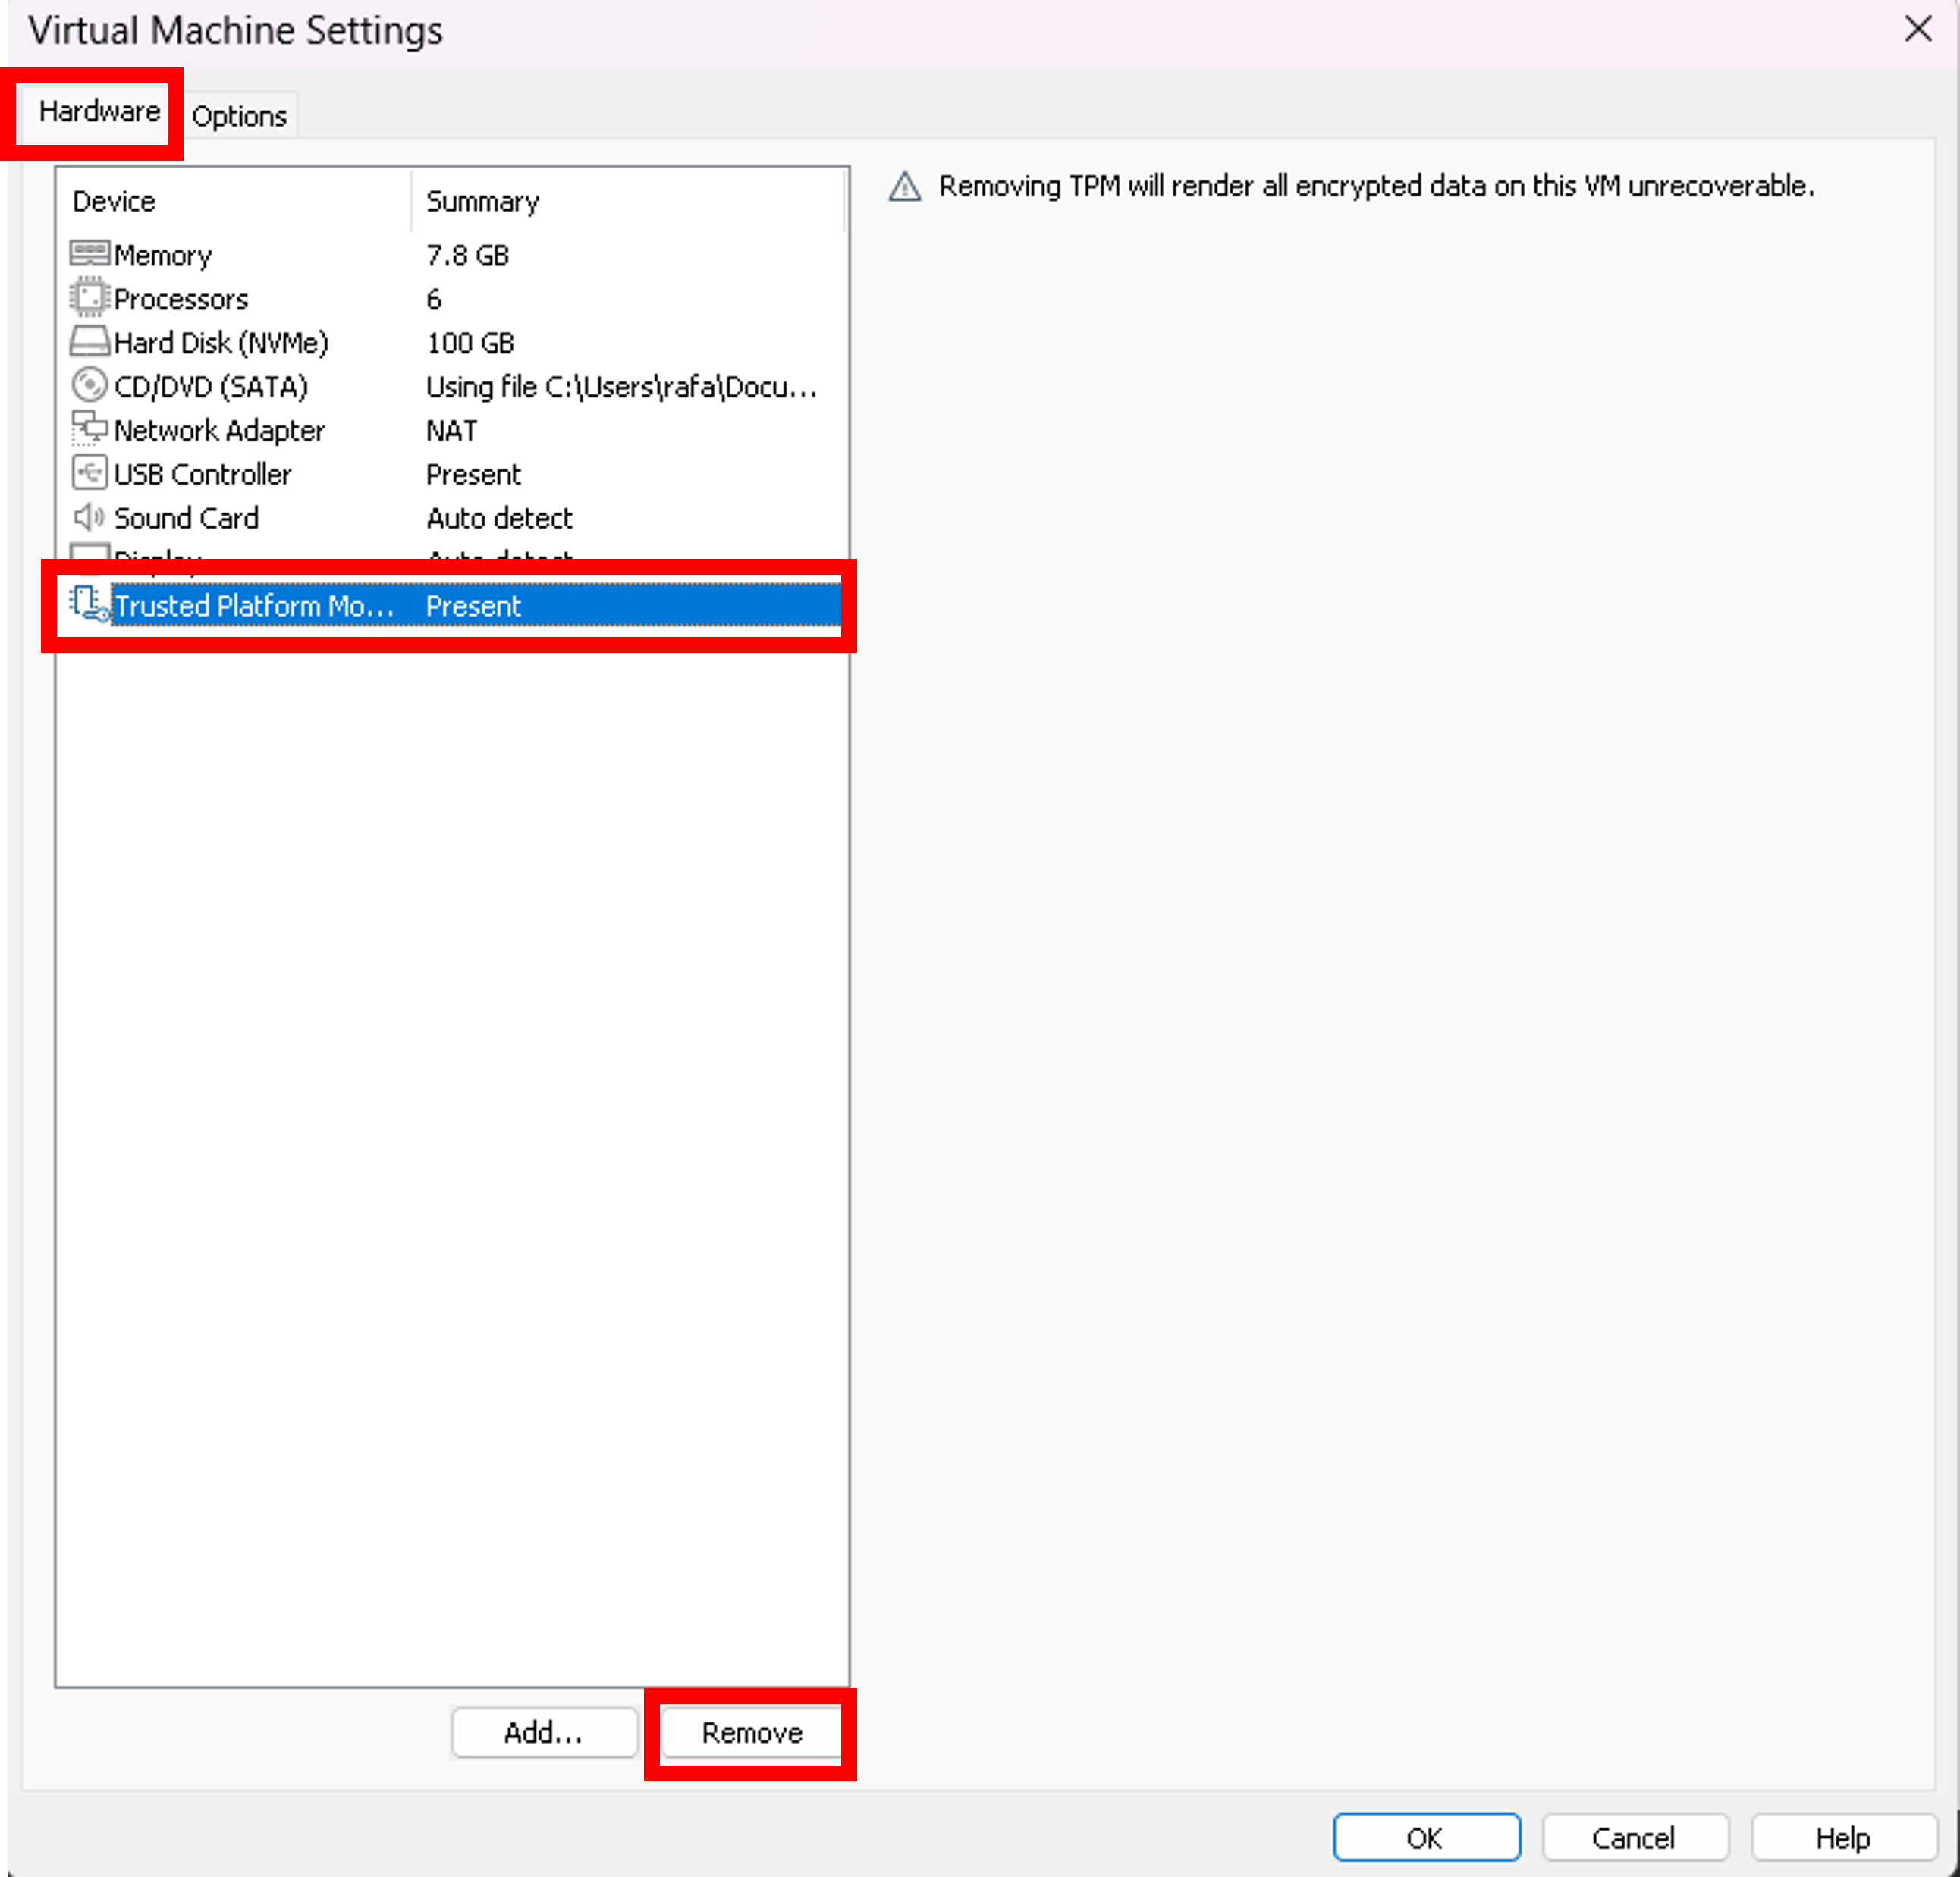 Virtual Machine Settings
Hardware Options
Device Summary
Memory 7.8 GB
Processors 6
Hard Disk (NVMe) 100 GB
CD/DVD (SATA) Using file C:\Users\rafa\Docu...
Network Adapter NAT
USB Controller Present
Sound Card Auto detect
Display Auto detect
Trusted Platform Mo... Present
Removing TPM will render all encrypted data on this VM unrecoverable.
Add... Remove
OK Cancel Help